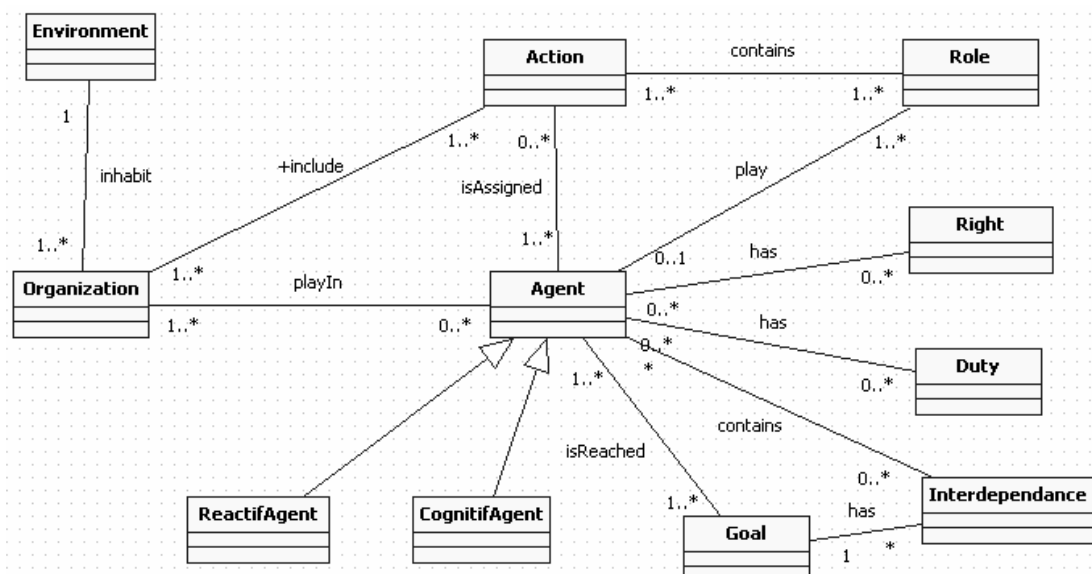 Environment
Action
contains
Role
1
1..*
1..*
1..*
0..*
1..*
+include
inhabit
isAssigned
play
Right
1..*
1..*
1..*
0..1
has
0..*
Organization
playIn
Agent
1..*
0..*
0..*
has
0..*
*
Duty
0..*
1..*
contains
isReached
0..*
ReactifAgent
CognitifAgent
1..*
Interdependance
has
Goal
1
*